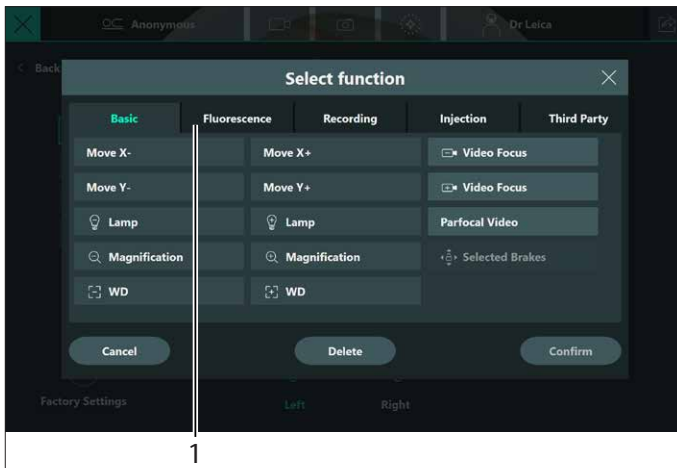 Anonymous
Dr Leica
Back
Select function
Basic Fluorescence Recording Injection Third Party
Move X- Move X+ Video Focus
Move Y- Move Y+ Video Focus
Lamp Lamp Parfocal Video
Magnification Magnification Selected Brakes
WD WD
Cancel Delete Confirm
Factory Settings Left Right
1